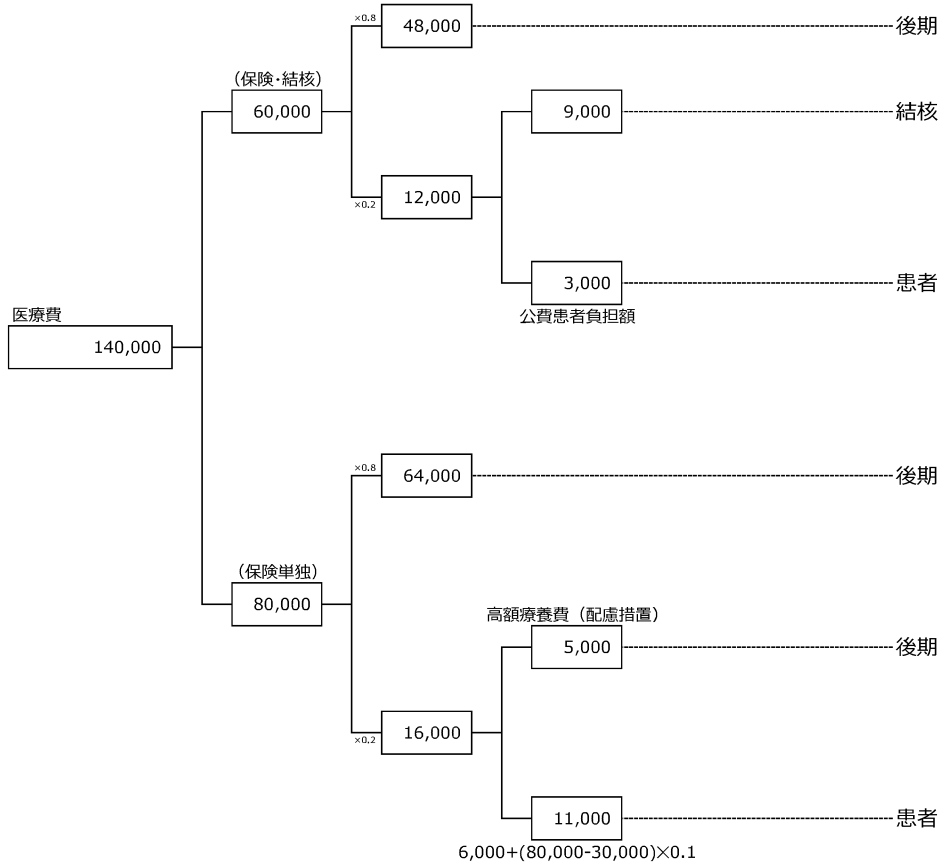 ×0.8
48,000
後期
（保険・結核）
60,000
9,000
結核
×0.2
12,000
3,000
患者
公費患者負担額
医療費
140,000
×0.8
64,000
後期
（保険単独）
80,000
高額療養費（配慮措置）
5,000
後期
×0.2
16,000
11,000
患者
6,000+(80,000-30,000)×0.1